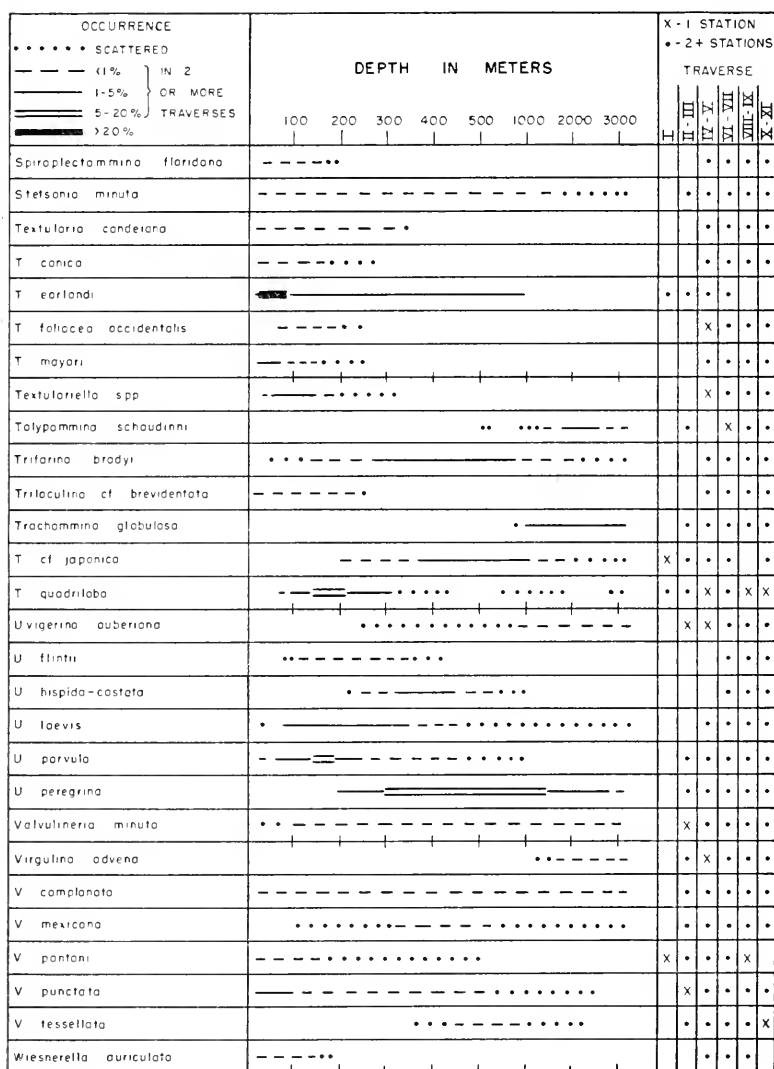 OCCURRENCE
SCATTERED
<1% IN 2
1-5% OR MORE
5-20% TRAVERSES
>20%
DEPTH IN METERS
100 200 300 400 500 1000 2000 3000
X - 1 STATION
• - 2 + STATIONS
TRAVERSE
I II-III IV-V VI-VII VIII-IX X-XI
Spiroplectammina floridana • • • •
Stetsonia minuta • • • • •
Textularia candeiana • • • •
T conica • • • •
T earlandi • • • •
T foliacea occidentalis X • • •
T mayori • • • •
Textulariella spp X • • •
Tolypammina schaudinni • X • •
Trifarina bradyi • • • •
Triloculina cf brevidentata • • • •
Trochammina globulosa • • • • •
T cf japonica X • • • •
T quadriloba • • X • X X
Uvigerina auberiana X X • • •
U flintii • • •
U hispido-costata • • •
U laevis • • • •
U parvula • • • • •
U peregrina • • • • •
Valvulineria minuta X • • • •
Virgulina advena • X • • •
V complanata • • • • •
V mexicana • • • • •
V pontoni X • • • X
V punctata X • • • •
V tessellata • • • • X
Wiesnerella auriculata • • •